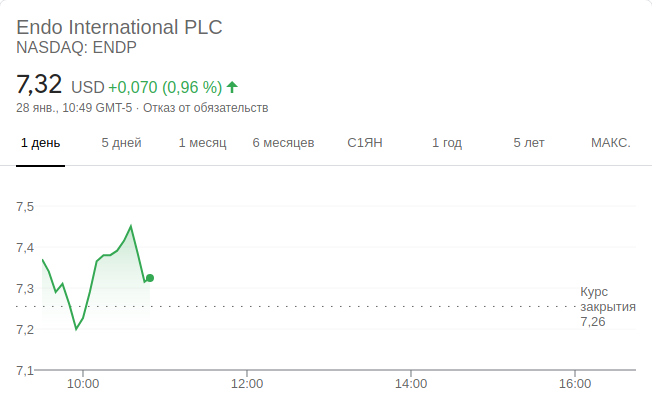 Endo International PLC
NASDAQ: ENDP
7,32 USD +0,070 (0,96 %)
28 янв., 10:49 GMT-5 · Отказ от обязательств
1 день 5 дней 1 месяц 6 месяцев С1ЯН 1 год 5 лет МАКС.
7,5
7,4
7,3
7,2
7,1
Курс
закрытия
7,26
10:00 12:00 14:00 16:00